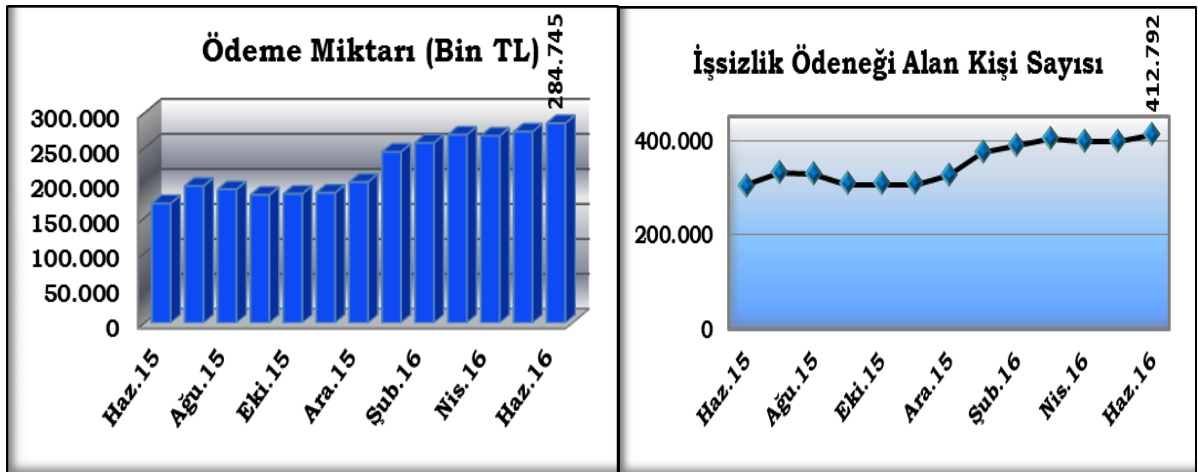 Ödeme Miktarı (Bin TL)
284.745
300.000
250.000
200.000
150.000
100.000
50.000
0
Haz.15
Ağu.15
Eki.15
Ara.15
Şub.16
Nis.16
Haz.16
İşsizlik Ödeneği Alan Kişi Sayısı
412.792
400.000
200.000
0
Haz.15
Ağu.15
Eki.15
Ara.15
Şub.16
Nis.16
Haz.16